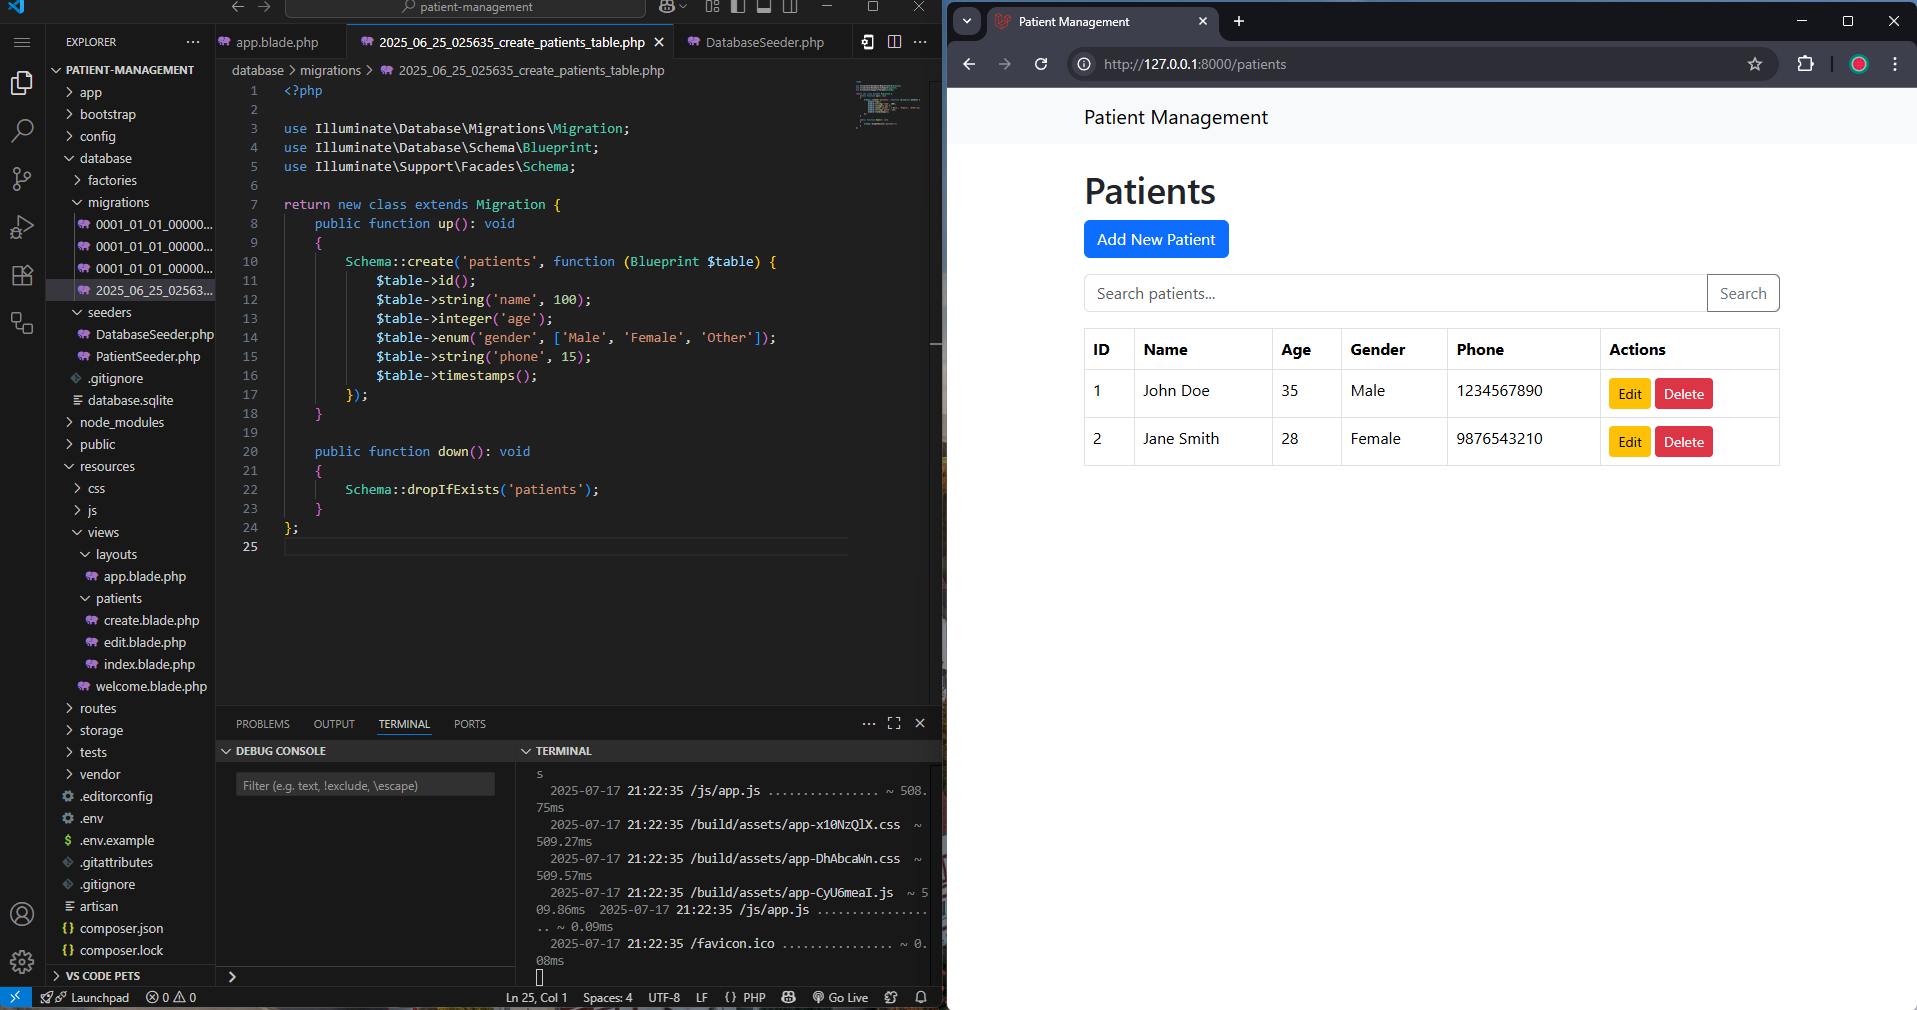 patient-management
EXPLORER
PATIENT-MANAGEMENT
app
bootstrap
config
database
factories
migrations
0001_01_01_00000...
0001_01_01_00000...
0001_01_01_00000...
2025_06_25_02563...
seeders
DatabaseSeeder.php
PatientSeeder.php
.gitignore
database.sqlite
node_modules
public
resources
css
js
views
layouts
app.blade.php
patients
create.blade.php
edit.blade.php
index.blade.php
welcome.blade.php
routes
storage
tests
vendor
.editorconfig
.env
.env.example
.gitattributes
.gitignore
artisan
composer.json
composer.lock
VS CODE PETS
app.blade.php
2025_06_25_025635_create_patients_table.php
DatabaseSeeder.php
database > migrations > 2025_06_25_025635_create_patients_table.php
1 <?php
2
3 use Illuminate\Database\Migrations\Migration;
4 use Illuminate\Database\Schema\Blueprint;
5 use Illuminate\Support\Facades\Schema;
6
7 return new class extends Migration {
8 public function up(): void
9 {
10 Schema::create('patients', function (Blueprint $table) {
11 $table->id();
12 $table->string('name', 100);
13 $table->integer('age');
14 $table->enum('gender', ['Male', 'Female', 'Other']);
15 $table->string('phone', 15);
16 $table->timestamps();
17 });
18 }
19
20 public function down(): void
21 {
22 Schema::dropIfExists('patients');
23 }
24 };
25
PROBLEMS OUTPUT TERMINAL PORTS
DEBUG CONSOLE
Filter (e.g. text, !exclude, \escape)
TERMINAL
s
2025-07-17 21:22:35 /js/app.js ............... ~ 508.
75ms
2025-07-17 21:22:35 /build/assets/app-x10NzQlX.css ~
509.27ms
2025-07-17 21:22:35 /build/assets/app-DhAbcaWn.css ~
509.57ms
2025-07-17 21:22:35 /build/assets/app-CyU6meaI.js ~ 5
09.86ms 2025-07-17 21:22:35 /js/app.js ................
.. ~ 0.09ms
2025-07-17 21:22:35 /favicon.ico ................ ~ 0.
08ms
Launchpad 0 0 Ln 25, Col 1 Spaces: 4 UTF-8 LF {} PHP Go Live
Patient Management
http://127.0.0.1:8000/patients
Patient Management
Patients
Add New Patient
Search patients... Search
ID Name Age Gender Phone Actions
1 John Doe 35 Male 1234567890 Edit Delete
2 Jane Smith 28 Female 9876543210 Edit Delete